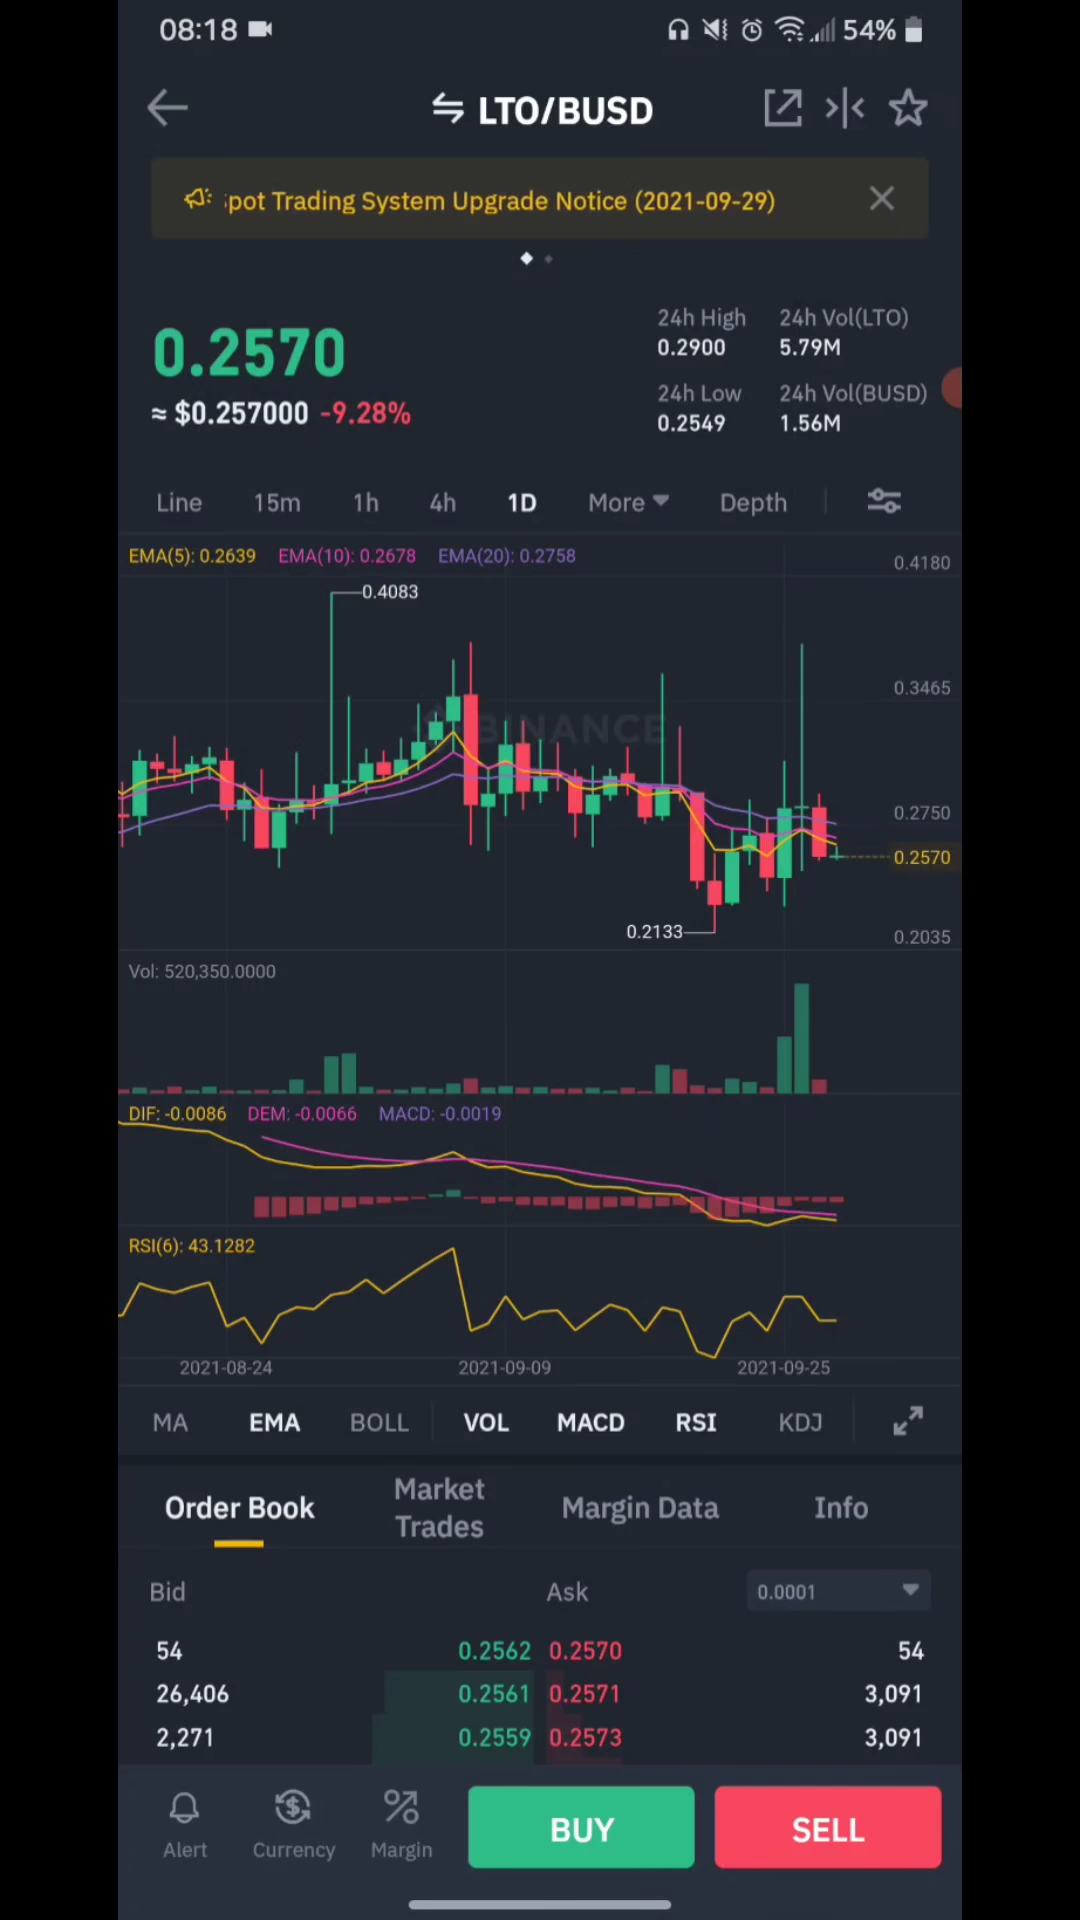 08:18 54%
LTO/BUSD
pot Trading System Upgrade Notice (2021-09-29)
0.2570
≈ $0.257000 -9.28%
24h High 24h Vol(LTO)
0.2900 5.79M
24h Low 24h Vol(BUSD)
0.2549 1.56M
Line 15m 1h 4h 1D More Depth
EMA(5): 0.2639 EMA(10): 0.2678 EMA(20): 0.2758
0.4180
0.4083
0.3465
BINANCE
0.2750
0.2570
0.2133
0.2035
Vol: 520,350.0000
DIF: -0.0086 DEM: -0.0066 MACD: -0.0019
RSI(6): 43.1282
2021-08-24 2021-09-09 2021-09-25
MA EMA BOLL VOL MACD RSI KDJ
Order Book Market Trades Margin Data Info
Bid Ask 0.0001
54 0.2562 0.2570 54
26,406 0.2561 0.2571 3,091
2,271 0.2559 0.2573 3,091
Alert Currency Margin BUY SELL